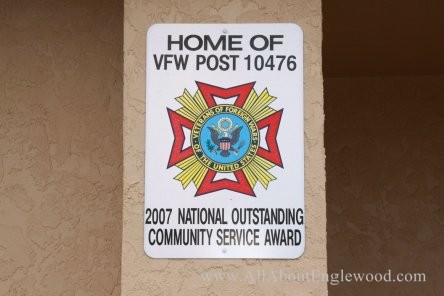 HOME OF
VFW POST 10476
VETERANS OF FOREIGN WARS
OF THE UNITED STATES
2007 NATIONAL OUTSTANDING
COMMUNITY SERVICE AWARD
www.AllAboutEnglewood.com